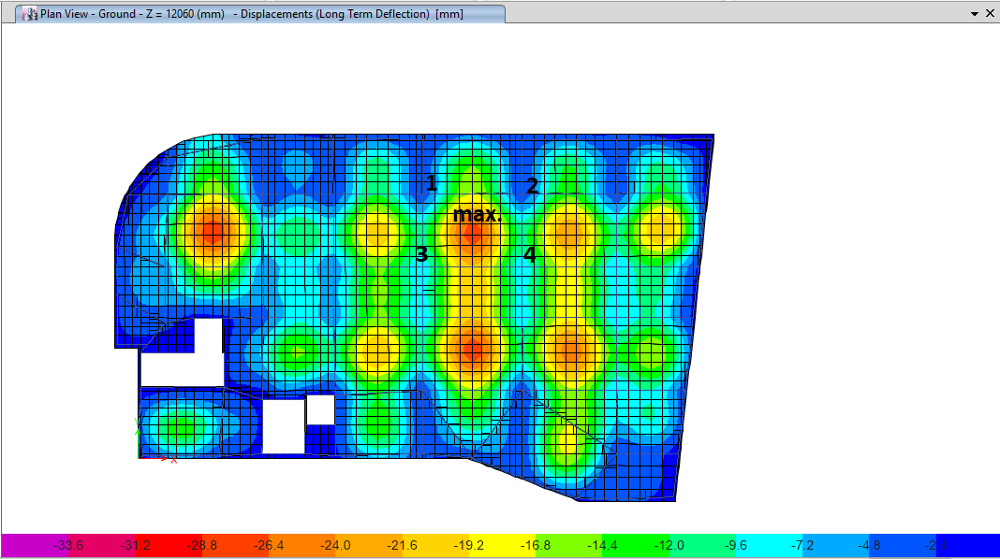 Plan View - Ground - Z = 12060 (mm) - Displacements (Long Term Deflection) [mm]
1
2
max.
3
4
Y
X
-33.6 -31.2 -28.8 -26.4 -24.0 -21.6 -19.2 -16.8 -14.4 -12.0 -9.6 -7.2 -4.8